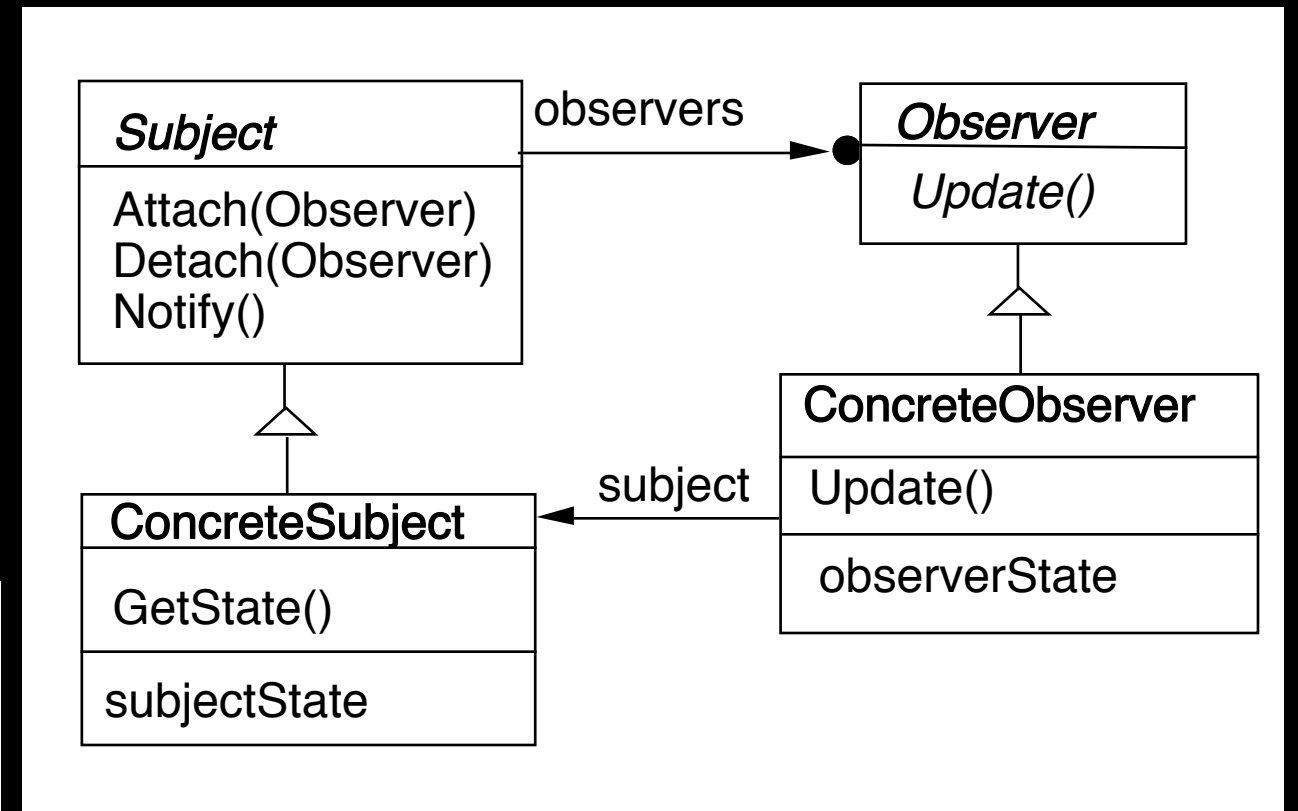 Subject
Attach(Observer)
Detach(Observer)
Notify()
observers
Observer
Update()
ConcreteObserver
Update()
observerState
subject
ConcreteSubject
GetState()
subjectState